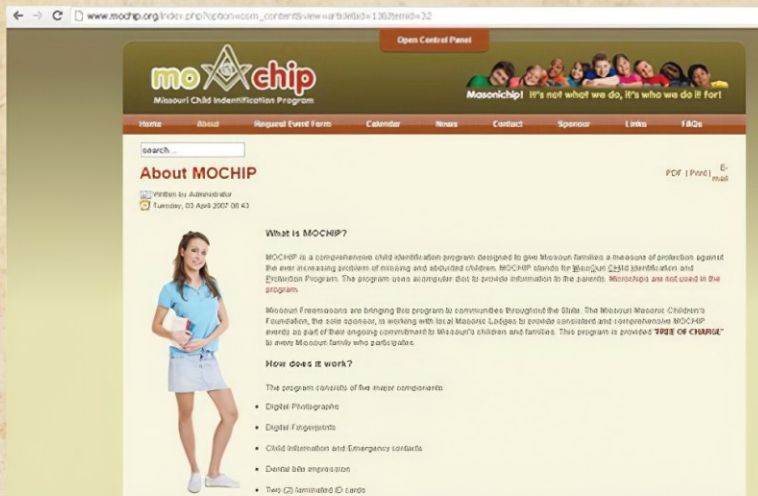 www.mochip.org/index.php?option=com_content&view=article&id=13&Itemid=32
Open Control Panel
mo chip
Missouri Child Indentification Program
Masonichip! It's not what we do, it's who we do it for!
Home About Request Event Form Calendar News Contact Sponsor Links FAQs
search...
About MOCHIP
PDF | Print | E-
mail
Written by Administrator
Tuesday, 03 April 2007 08:43
What is MOCHIP?
MOCHIP is a comprehensive child identification program designed to give Missouri families a measure of protection against
the ever increasing problem of missing and abducted children. MOCHIP stands for MissOuri CHild Identification and
Protection Program. The program uses a computer disc to provide information to the parents. Microchips are not used in the
program.
Missouri Freemasons are bringing this program to communities throughout the State. The Missouri Masonic Children's
Foundation, the sole sponsor, is working with local Masonic Lodges to provide consistent and comprehensive MOCHIP
events as part of their ongoing commitment to Missouri's children and families. This program is provided "FREE OF CHARGE"
to every Missouri family who participates.
How does it work?
The program consists of five major components:
• Digital Photographs
• Digital Fingerprints
• Child Information and Emergency contacts
• Dental bite impression
• Two (2) laminated ID cards